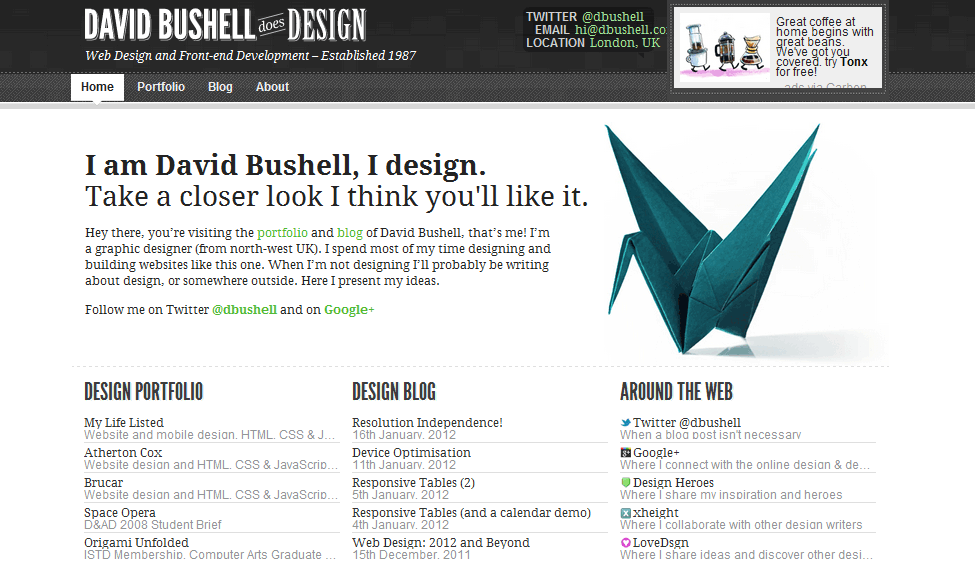 DAVID BUSHELL does DESIGN
Web Design and Front-end Development – Established 1987
TWITTER @dbushell
EMAIL hi@dbushell.co
LOCATION London, UK
Great coffee at
home begins with
great beans.
We've got you
covered. try Tonx
for free!
ads via Carbon
Home Portfolio Blog About
I am David Bushell, I design.
Take a closer look I think you'll like it.
Hey there, you’re visiting the portfolio and blog of David Bushell, that’s me! I’m
a graphic designer (from north-west UK). I spend most of my time designing and
building websites like this one. When I’m not designing I’ll probably be writing
about design, or somewhere outside. Here I present my ideas.
Follow me on Twitter @dbushell and on Google+
DESIGN PORTFOLIO
My Life Listed
Website and mobile design, HTML, CSS & J…
Atherton Cox
Website design and HTML, CSS & JavaScrip…
Brucar
Website design and HTML, CSS & JavaScrip…
Space Opera
D&AD 2008 Student Brief
Origami Unfolded
ISTD Membership, Computer Arts Graduate …
DESIGN BLOG
Resolution Independence!
16th January, 2012
Device Optimisation
11th January, 2012
Responsive Tables (2)
5th January, 2012
Responsive Tables (and a calendar demo)
4th January, 2012
Web Design: 2012 and Beyond
15th December, 2011
AROUND THE WEB
Twitter @dbushell
When a blog post isn't necessary
Google+
Where I connect with the online design & de…
Design Heroes
Where I share my inspiration and heroes
xheight
Where I collaborate with other design writers
LoveDsgn
Where I share ideas and discover other desi…